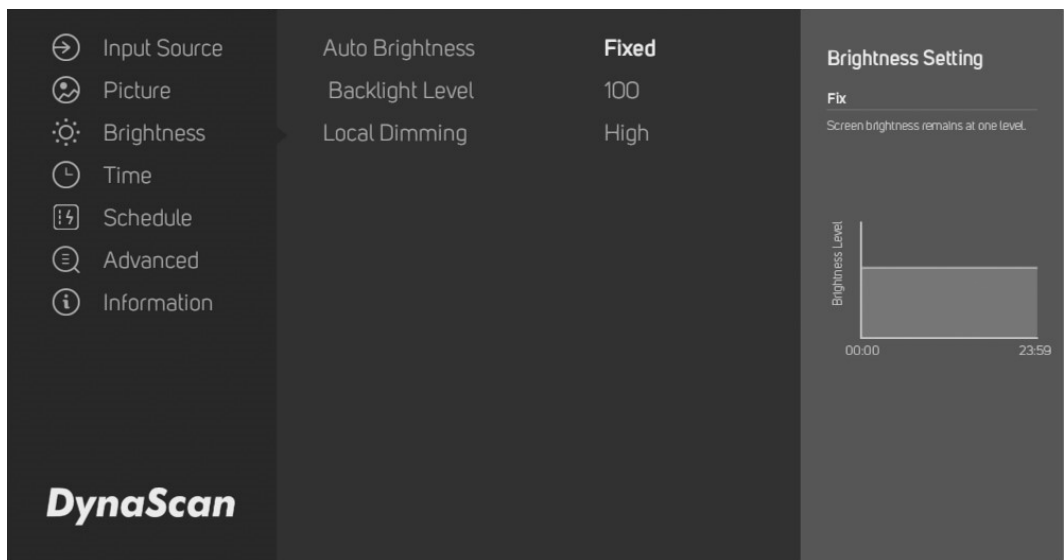 Input Source
Picture
Brightness
Time
Schedule
Advanced
Information
DynaScan
Auto Brightness Fixed
Backlight Level 100
Local Dimming High
Brightness Setting
Fix
Screen brightness remains at one level.
Brightness Level
00:00 23:59